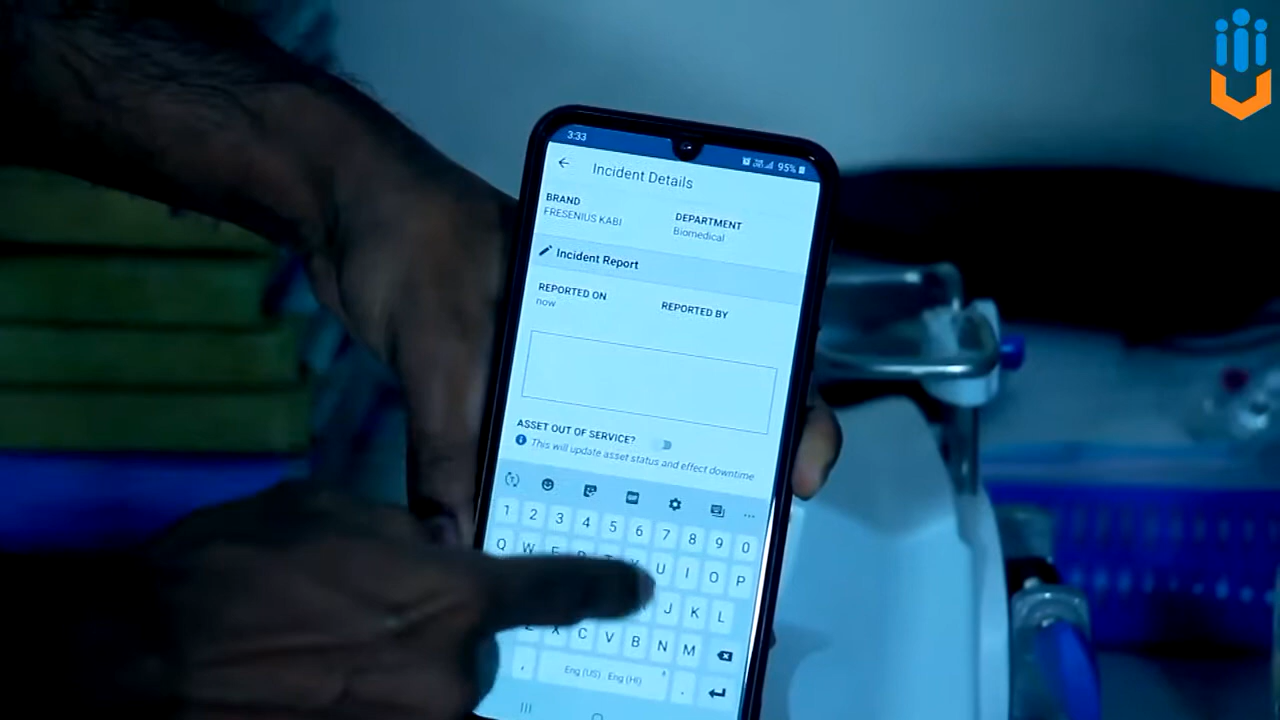 3:33
95%
Incident Details
BRAND
FRESENIUS KABI
DEPARTMENT
Biomedical
Incident Report
REPORTED ON
now
REPORTED BY
ASSET OUT OF SERVICE?
This will update asset status and effect downtime
1 2 3 4 5 6 7 8 9 0
Q W E U I O P
J K L
X C V B N M
, Eng (US) . Eng (HI) .